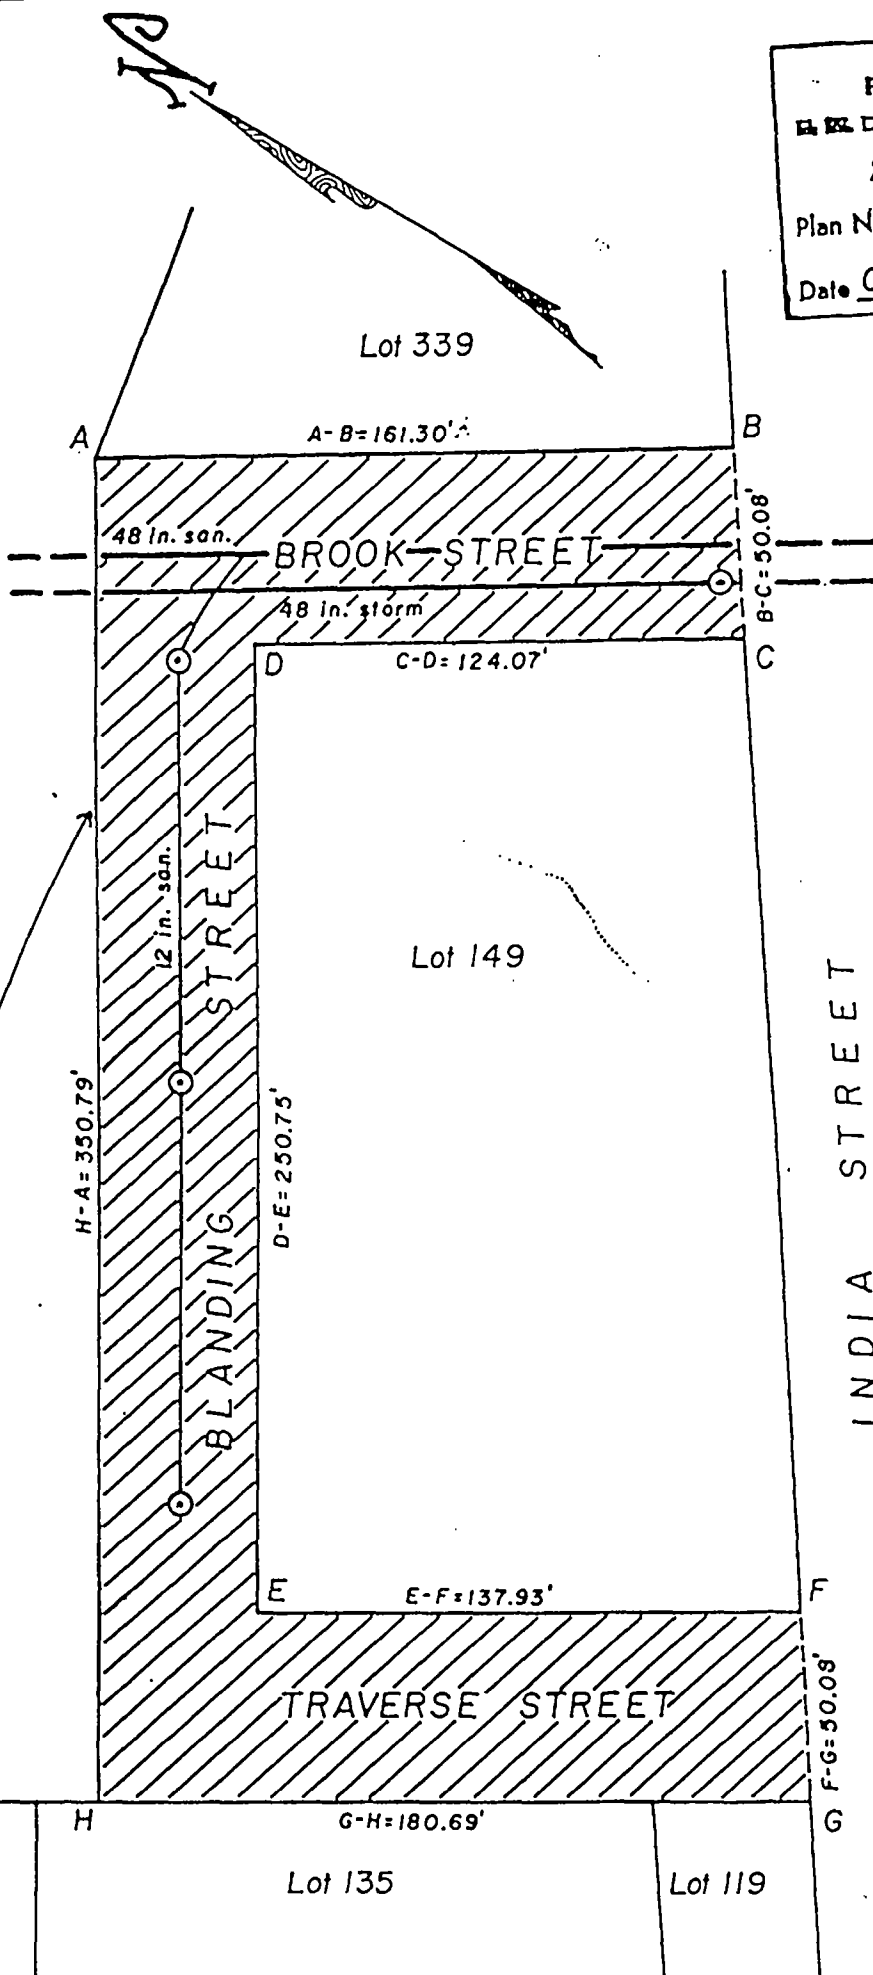 N
Plan N
Date
Lot 339
A
A-B=161.30'
B
48 in. san.
BROOK STREET
B-C=50.08'
48 in. storm
D
C-D=124.07'
C
12 in. san.
BLANDING STREET
Lot 149
INDIA STREET
H-A=350.79'
D-E=250.75'
E
E-F=137.93'
F
TRAVERSE STREET
F-G=50.09'
H
G-H=180.69'
G
Lot 135
Lot 119